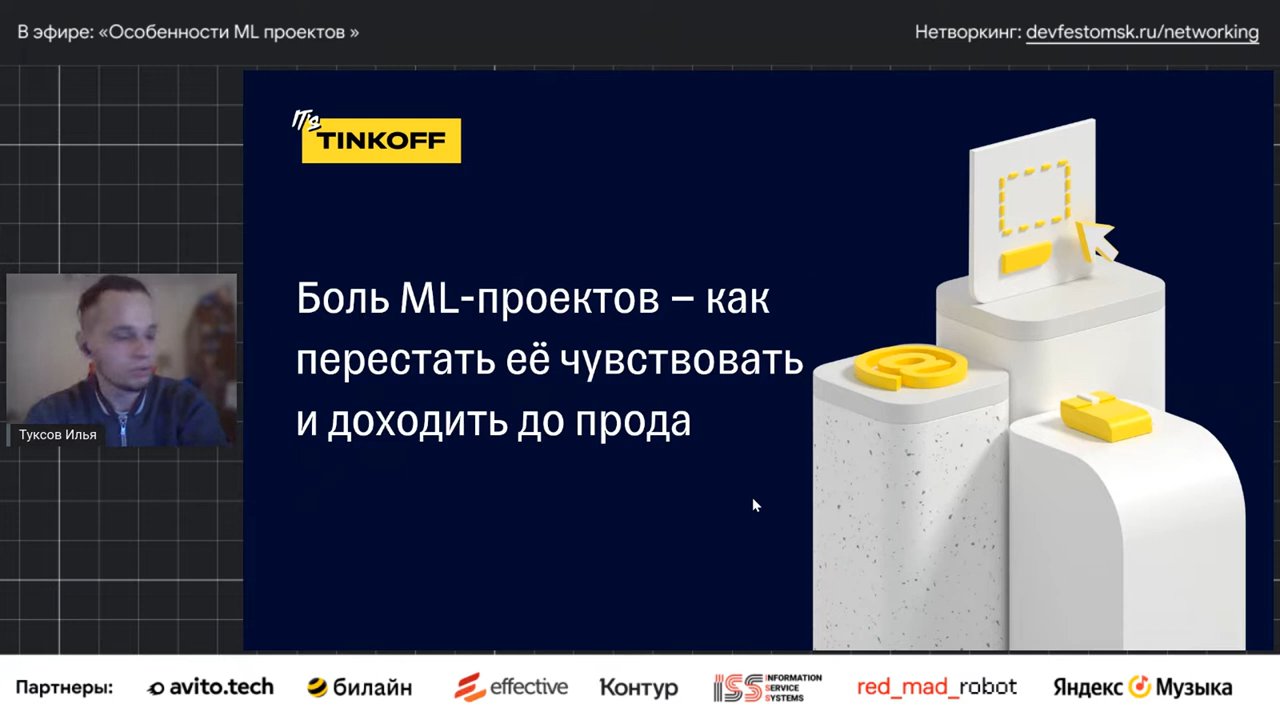 В эфире: «Особенности ML проектов »
Нетворкинг: devfestomsk.ru/networking
IT's
TINKOFF
Боль ML-проектов – как
перестать её чувствовать
и доходить до прода
@
Туксов Илья
Партнеры:
avito.tech
билайн
effective
Контур
ISS INFORMATION
SERVICE
SYSTEMS
red_mad_robot
Яндекс Музыка